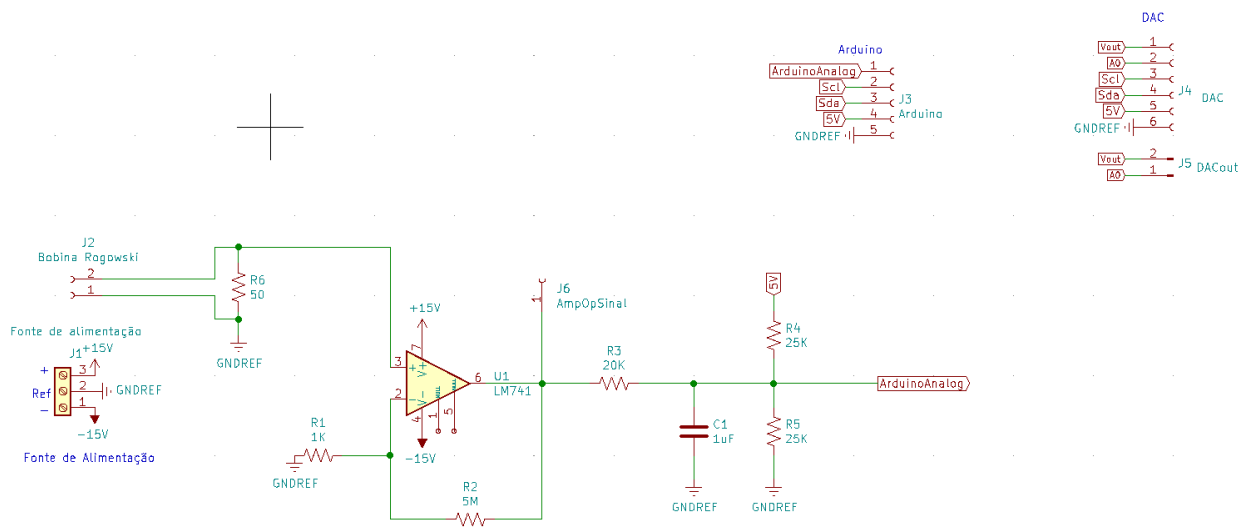 DAC
Vout 1
A0 2
Scl 3
Sda 4
5V 5
GNDREF 6
J4 DAC
Vout 2
A0 1
J5 DACout
Arduino
ArduinoAnalog 1
Scl 2
Sda 3
5V 4
GNDREF 5
J3
Arduino
J2
Bobina Rogowski
2
1
R6
50
GNDREF
Fonte de alimentação
J1 +15V
+ 3
Ref 2 GNDREF
- 1
-15V
Fonte de Alimentação
+15V
7
3 + V+
6
U1
LM741
2 - V-
4 1 5
-15V
R1
1K
GNDREF
R2
5M
J6
AmpOpSinal
1
R3
20K
5V
R4
25K
ArduinoAnalog
C1
1uF
GNDREF
R5
25K
GNDREF